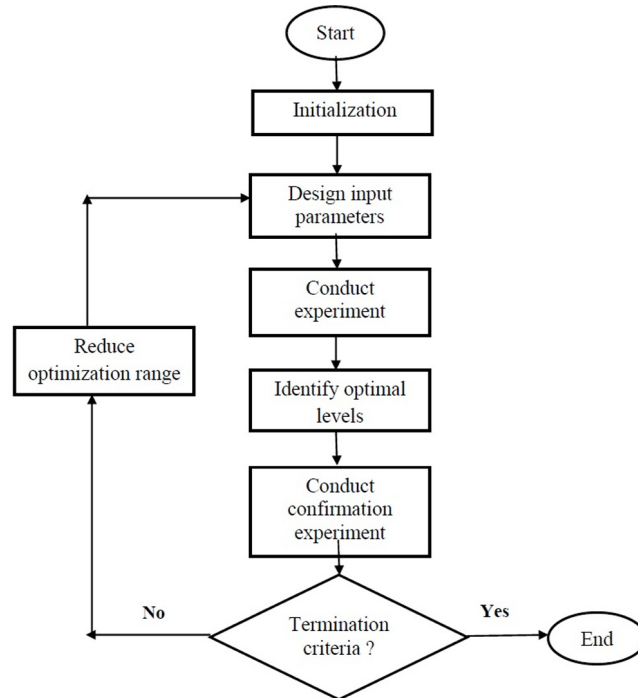 Start
Initialization
Design input
parameters
Conduct
experiment
Reduce
optimization range
Identify optimal
levels
Conduct
confirmation
experiment
No
Termination
criteria ?
Yes
End